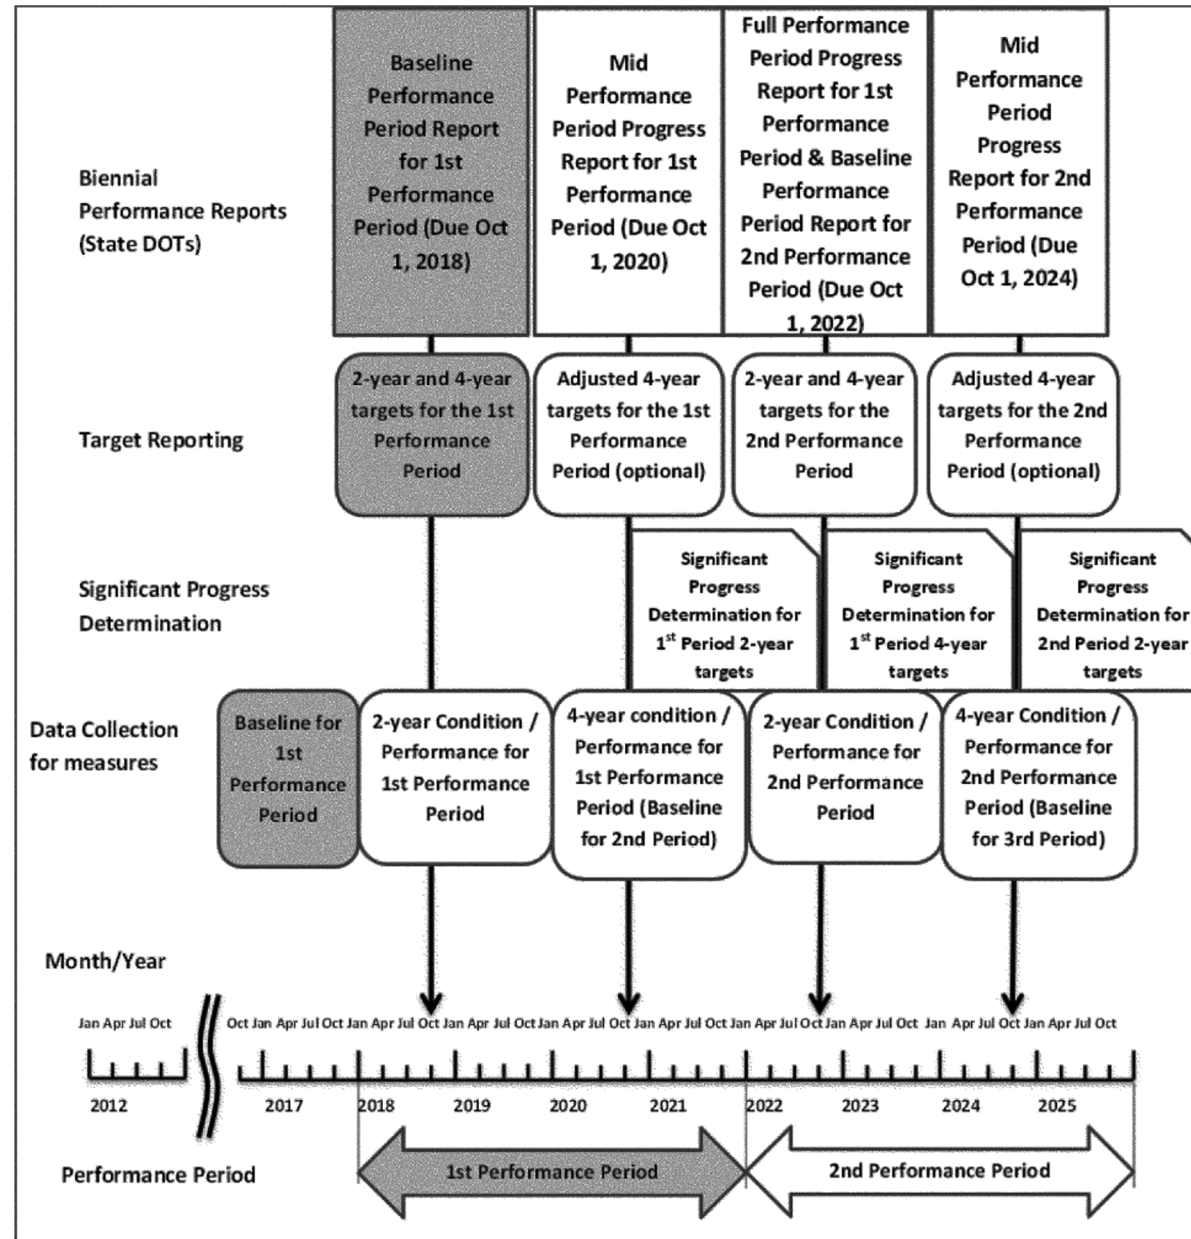 Biennial
Performance Reports
(State DOTs)
Baseline
Performance
Period Report
for 1st
Performance
Period (Due Oct
1, 2018)
Mid
Performance
Period Progress
Report for 1st
Performance
Period (Due Oct
1, 2020)
Full Performance
Period Progress
Report for 1st
Performance
Period & Baseline
Performance
Period Report for
2nd Performance
Period (Due Oct
1, 2022)
Mid
Performance
Period
Progress
Report for 2nd
Performance
Period (Due
Oct 1, 2024)
Target Reporting
2-year and 4-year
targets for the 1st
Performance
Period
Adjusted 4-year
targets for the 1st
Performance
Period (optional)
2-year and 4-year
targets for the
2nd Performance
Period
Adjusted 4-year
targets for the 2nd
Performance
Period (optional)
Significant Progress
Determination
Significant
Progress
Determination for
1st Period 2-year
targets
Significant
Progress
Determination for
1st Period 4-year
targets
Significant
Progress
Determination for
2nd Period 2-year
targets
Data Collection
for measures
Baseline for
1st
Performance
Period
2-year Condition /
Performance for
1st Performance
Period
4-year condition /
Performance for
1st Performance
Period (Baseline
for 2nd Period)
2-year Condition /
Performance for
2nd Performance
Period
4-year Condition /
Performance for
2nd Performance
Period (Baseline
for 3rd Period)
Month/Year
Jan Apr Jul Oct Oct Jan Apr Jul Oct Jan Apr Jul Oct Jan Apr Jul Oct Jan Apr Jul Oct Jan Apr Jul Oct Jan Apr Jul Oct Jan Apr Jul Oct Jan Apr Jul Oct Jan Apr Jul Oct
2012 2017 2018 2019 2020 2021 2022 2023 2024 2025
Performance Period
1st Performance Period
2nd Performance Period